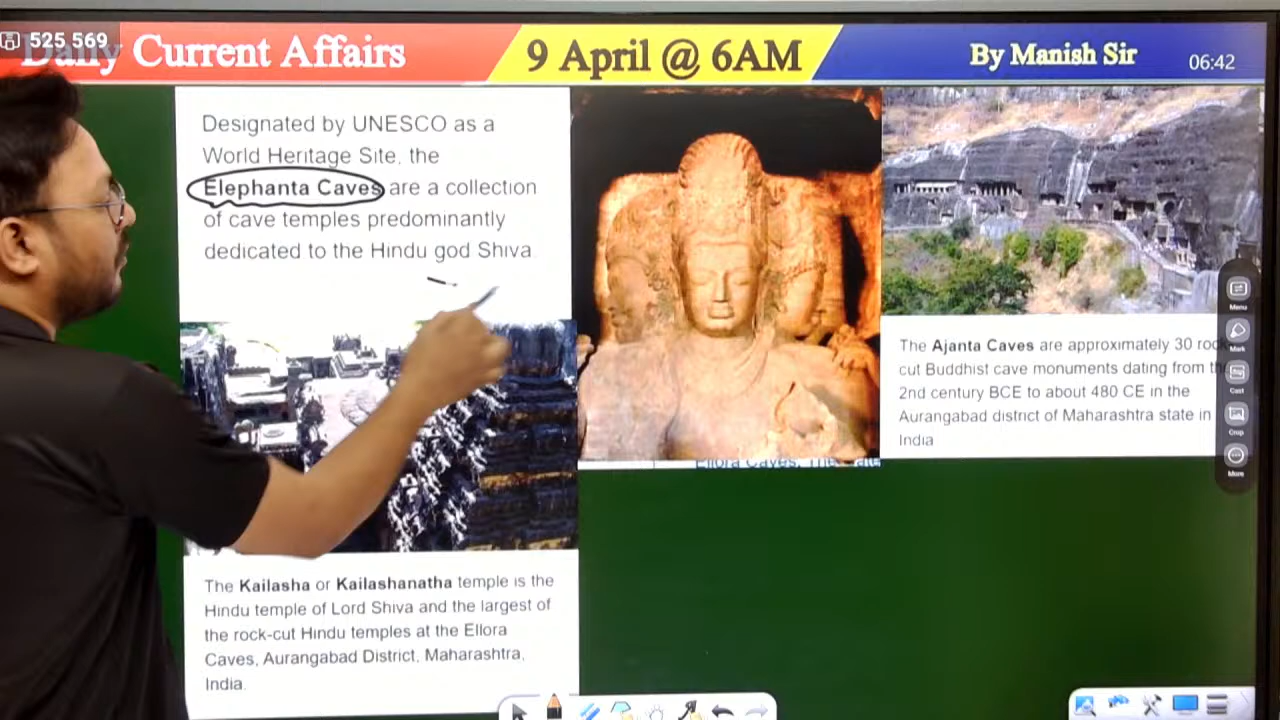 525 569
Daily Current Affairs
9 April @ 6AM
By Manish Sir
06:42
Designated by UNESCO as a
World Heritage Site, the
Elephanta Caves are a collection
of cave temples predominantly
dedicated to the Hindu god Shiva.
The Ajanta Caves are approximately 30 rock
cut Buddhist cave monuments dating from
2nd century BCE to about 480 CE in the
Aurangabad district of Maharashtra state in
India
Ellora Caves, The
The Kailasha or Kailashanatha temple is the
Hindu temple of Lord Shiva and the largest of
the rock-cut Hindu temples at the Ellora
Caves, Aurangabad District, Maharashtra,
India.
Menu
Mark
Cast
Crop
More